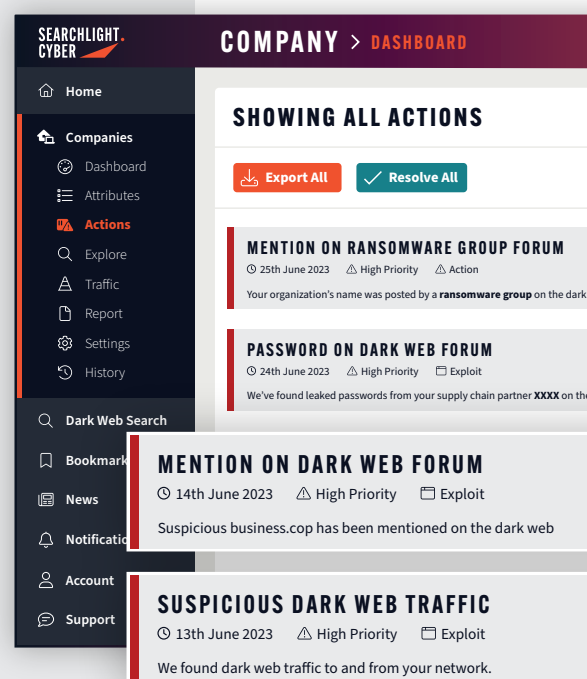 SEARCHLIGHT
CYBER
COMPANY > DASHBOARD
Home
Companies
Dashboard
Attributes
Actions
Explore
Traffic
Report
Settings
History
Dark Web Search
Bookmark
News
Notificatio
Account
Support
SHOWING ALL ACTIONS
Export All Resolve All
MENTION ON RANSOMWARE GROUP FORUM
25th June 2023 High Priority Action
Your organization's name was posted by a ransomware group on the dark
PASSWORD ON DARK WEB FORUM
24th June 2023 High Priority Exploit
We've found leaked passwords from your supply chain partner XXXX on the
MENTION ON DARK WEB FORUM
14th June 2023 High Priority Exploit
Suspicious business.cop has been mentioned on the dark web
SUSPICIOUS DARK WEB TRAFFIC
13th June 2023 High Priority Exploit
We found dark web traffic to and from your network.